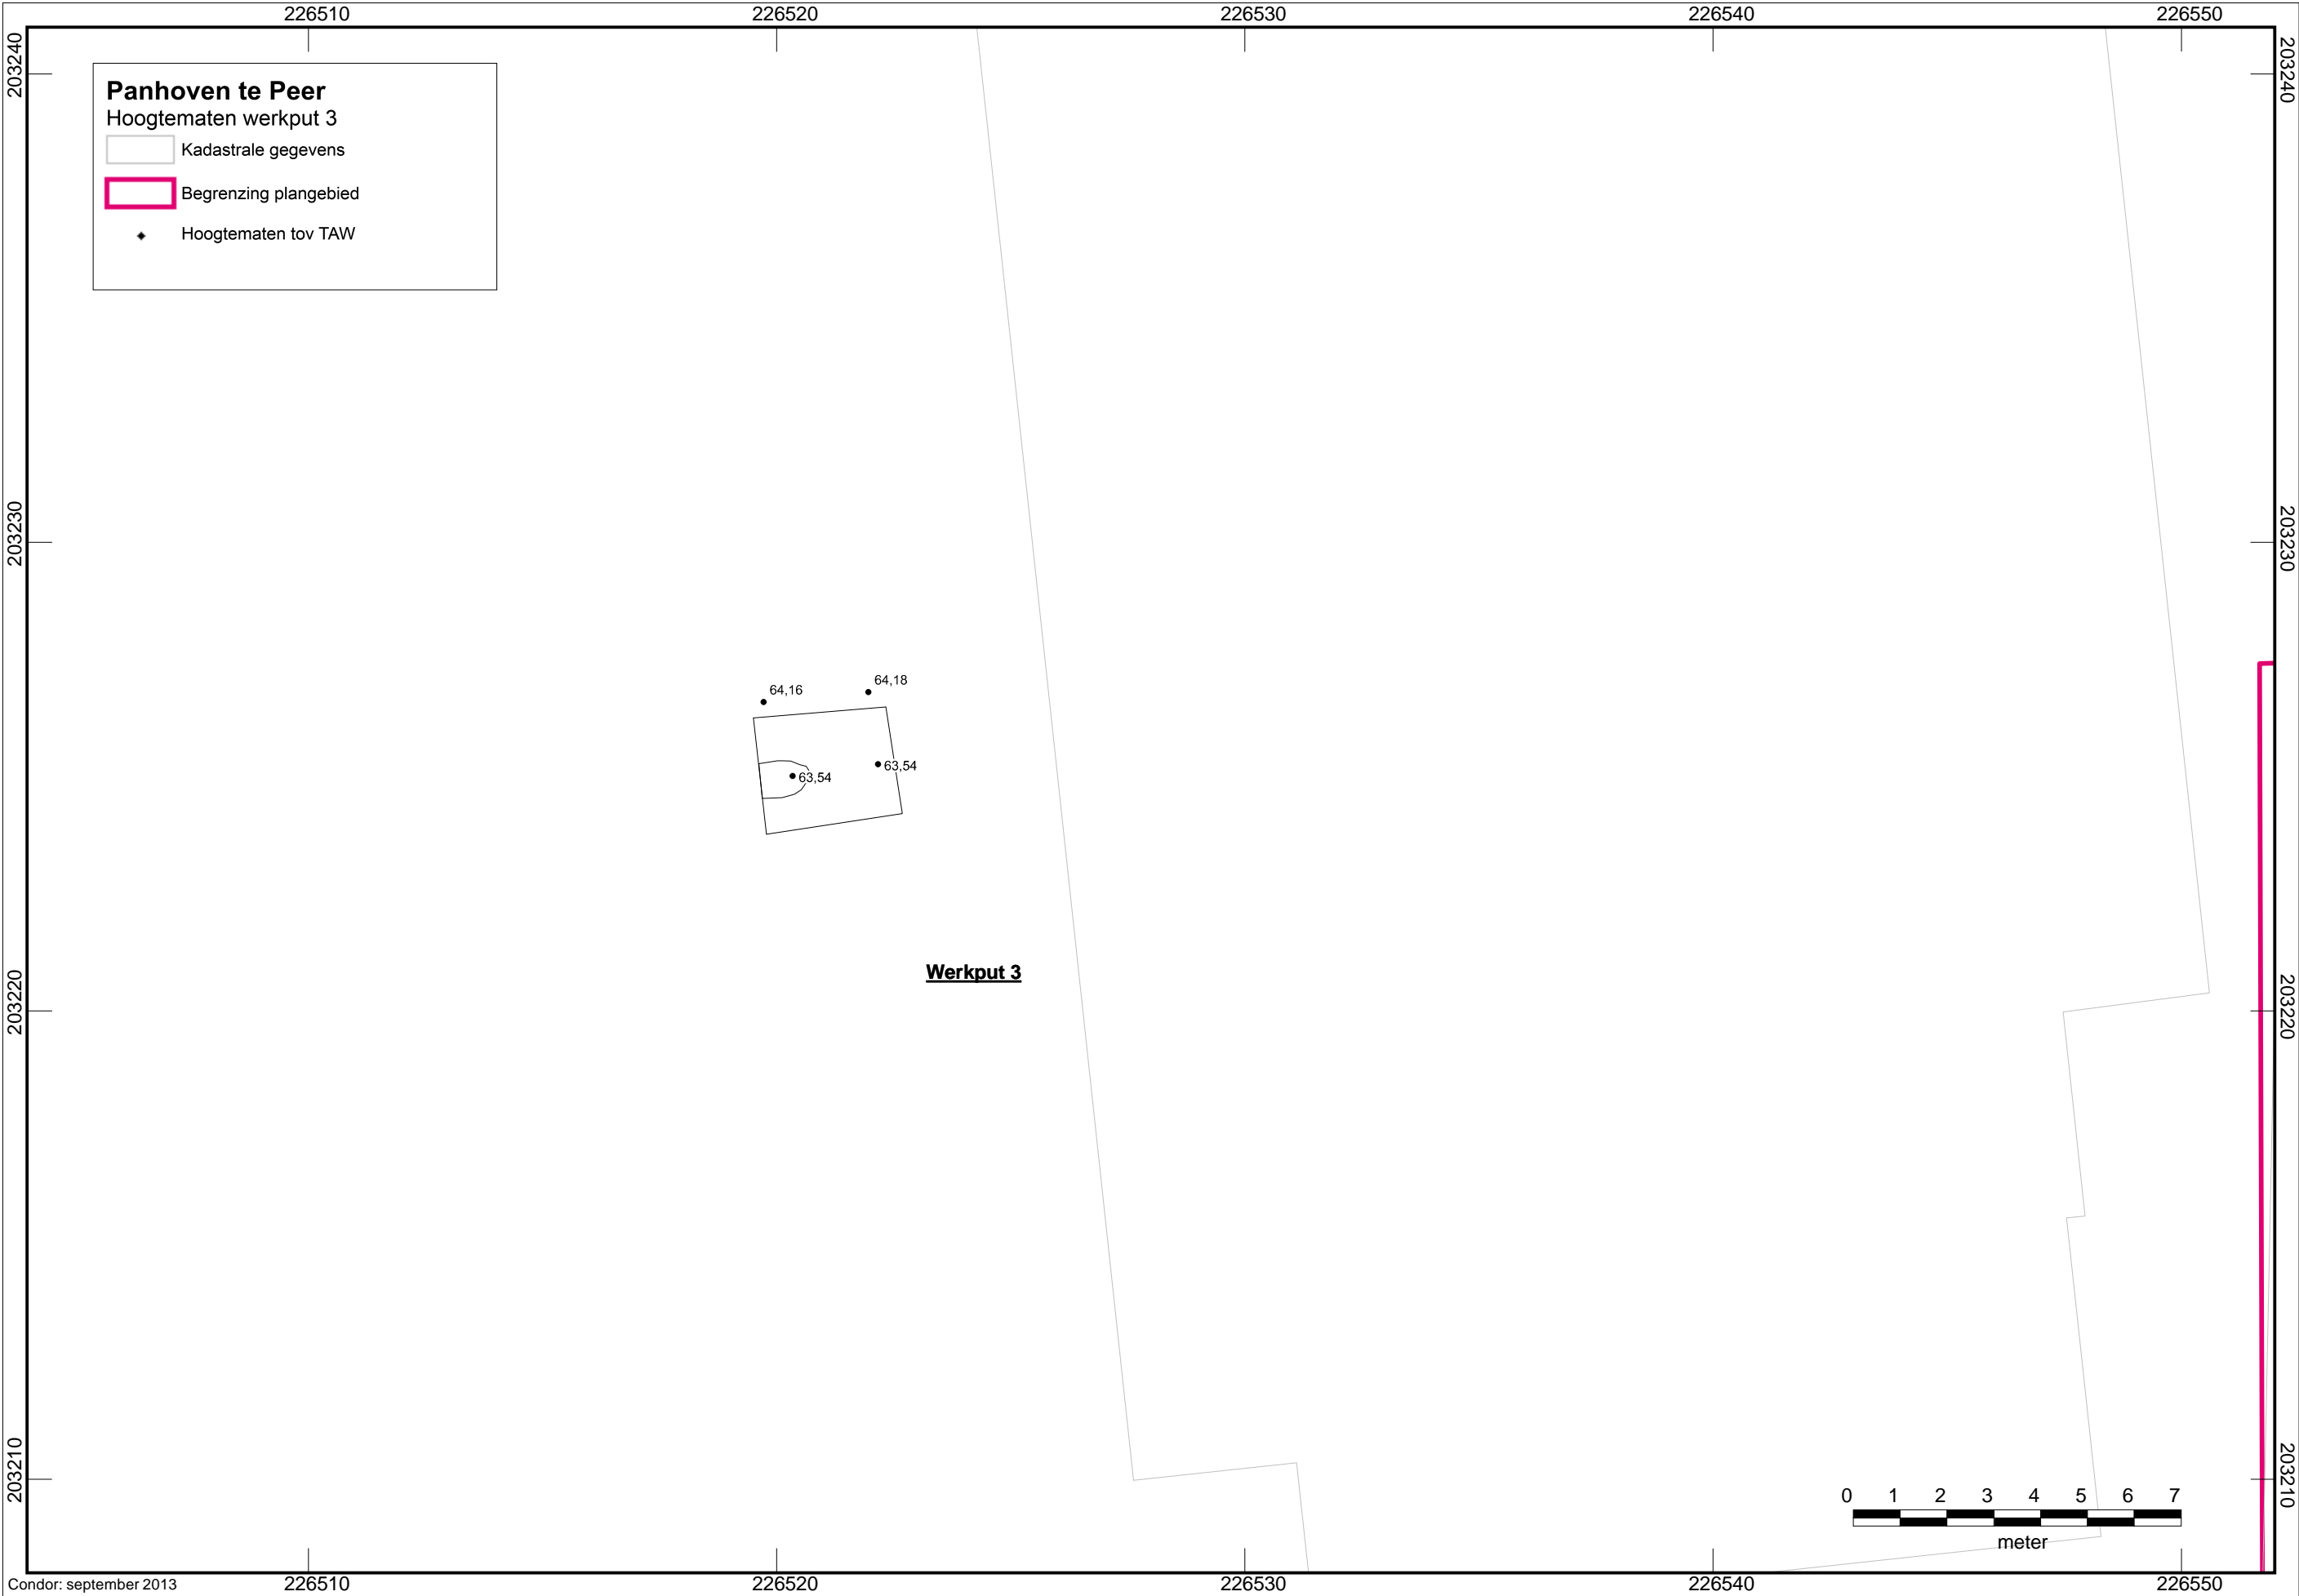 226510 226520 226530 226540 226550
203240
203230
203220
203210
203240
203230
203220
203210
Panhoven te Peer
Hoogtematen werkput 3
Kadastrale gegevens
Begrenzing plangebied
Hoogtematen tov TAW
64,16
64,18
63,54
63,54
Werkput 3
0 1 2 3 4 5 6 7
meter
Condor: september 2013
226510 226520 226530 226540 226550